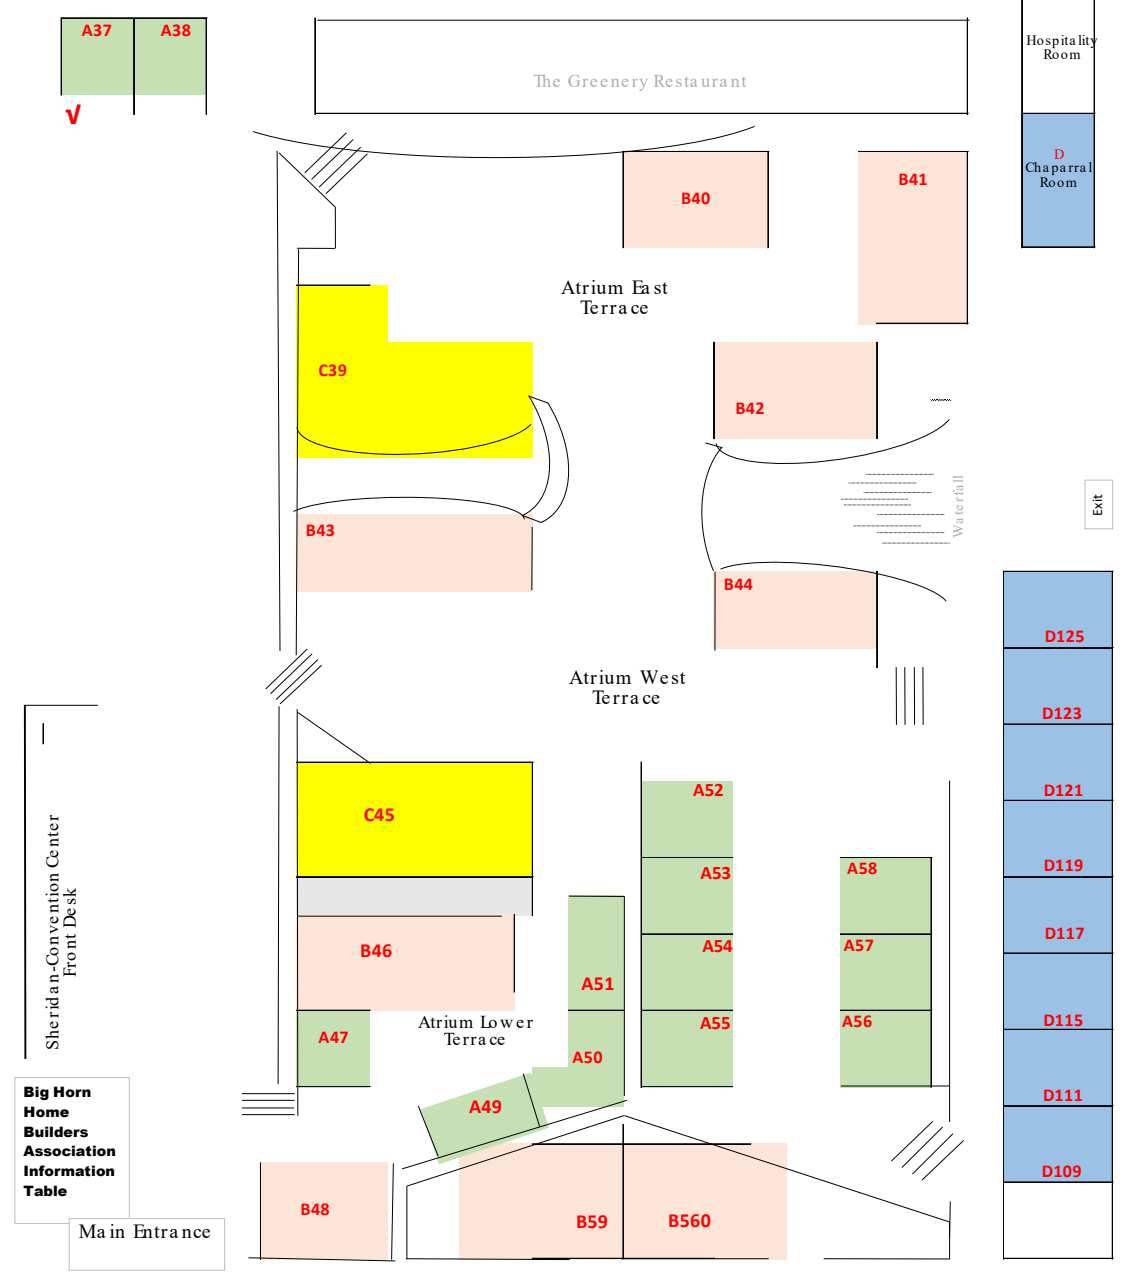 A37
A38
√
The Greenery Restaurant
Hospitality
Room
D
Chaparral
Room
B40
B41
Atrium East
Terrace
C39
B42
Waterfall
Exit
B43
B44
D125
Atrium West
Terrace
D123
D121
C45
A52
D119
A53
A58
Sheridan-Convention Center
Front Desk
B46
A51
A54
A57
D117
A47
Atrium Lower
Terrace
A50
A55
A56
D115
A49
D111
Big Horn
Home
Builders
Association
Information
Table
D109
Main Entrance
B48
B59
B560